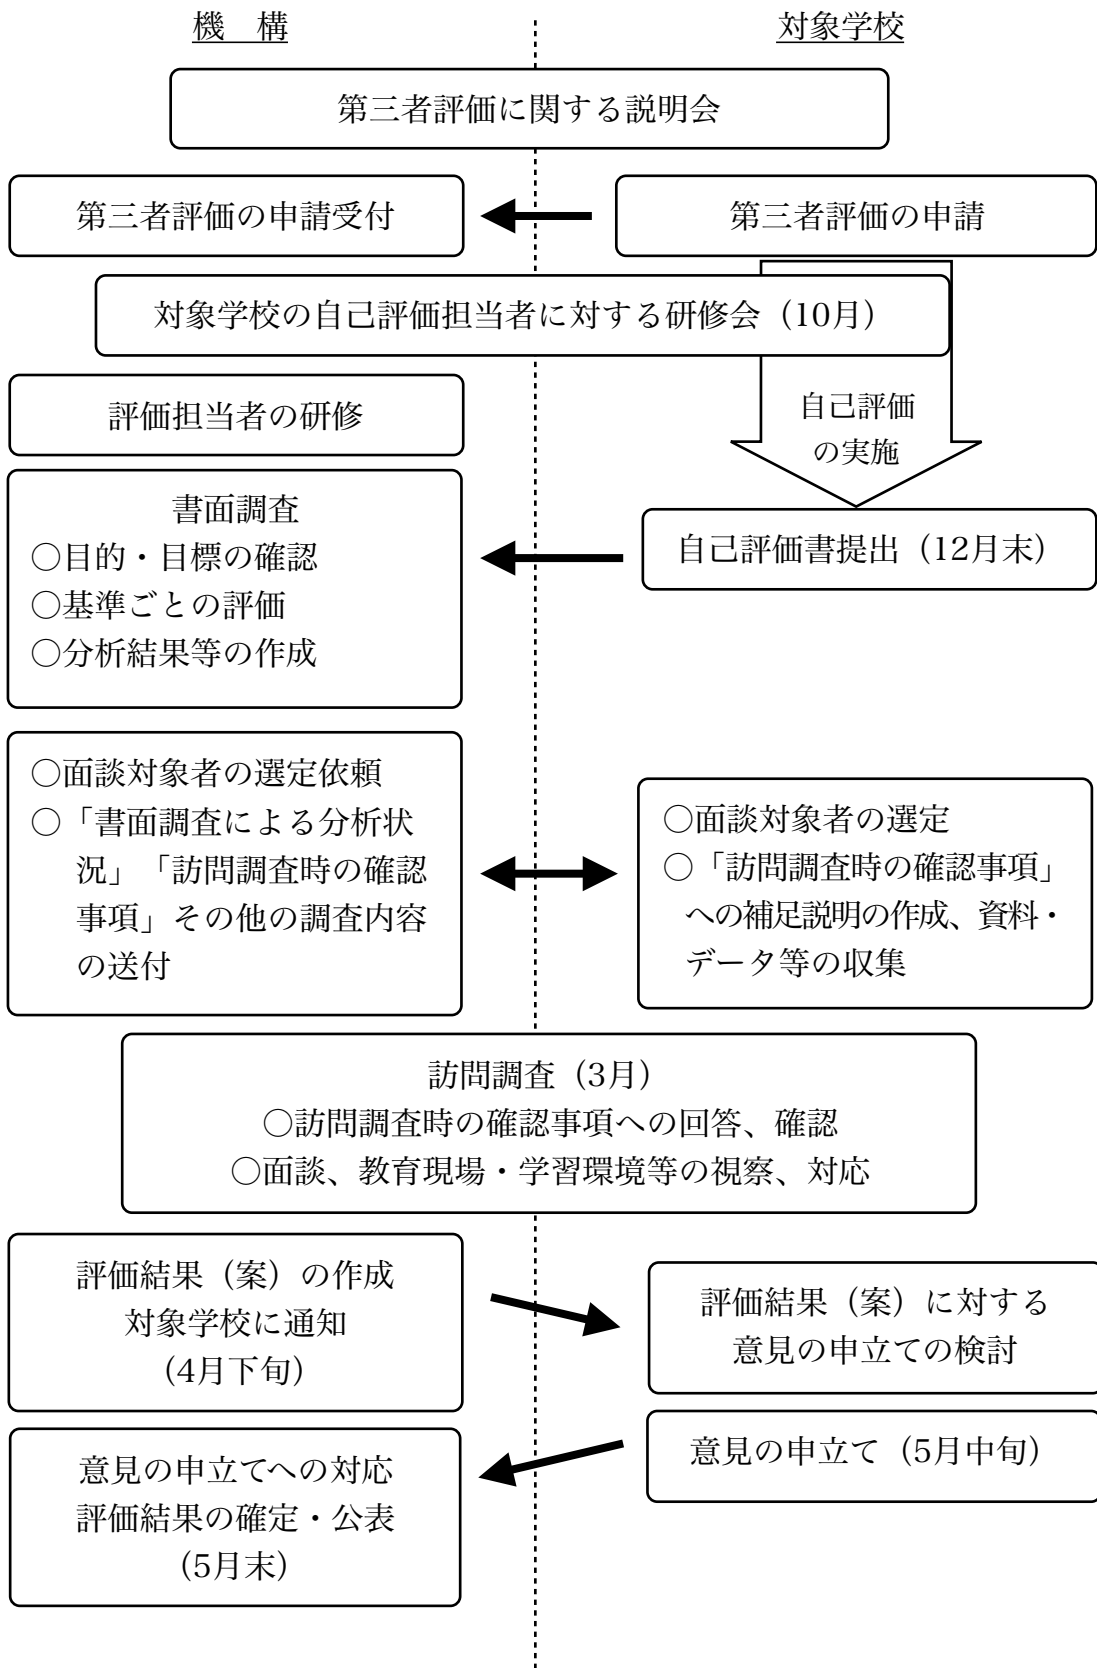 機　構
対象学校
第三者評価に関する説明会
第三者評価の申請受付
第三者評価の申請
対象学校の自己評価担当者に対する研修会（10月）
評価担当者の研修
自己評価
の実施
書面調査
○目的・目標の確認
○基準ごとの評価
○分析結果等の作成
自己評価書提出（12月末）
○面談対象者の選定依頼
○「書面調査による分析状
況」「訪問調査時の確認
事項」その他の調査内容
の送付
○面談対象者の選定
○「訪問調査時の確認事項」
への補足説明の作成、資料・
データ等の収集
訪問調査（3月）
○訪問調査時の確認事項への回答、確認
○面談、教育現場・学習環境等の視察、対応
評価結果（案）の作成
対象学校に通知
（4月下旬）
評価結果（案）に対する
意見の申立ての検討
意見の申立て（5月中旬）
意見の申立てへの対応
評価結果の確定・公表
（5月末）